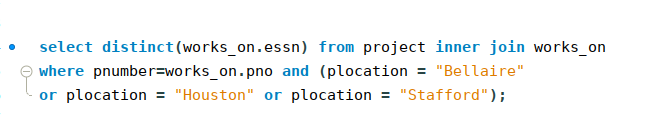 select distinct(works_on.essn) from project inner join works_on
where pnumber=works_on.pno and (plocation = "Bellaire"
or plocation = "Houston" or plocation = "Stafford");